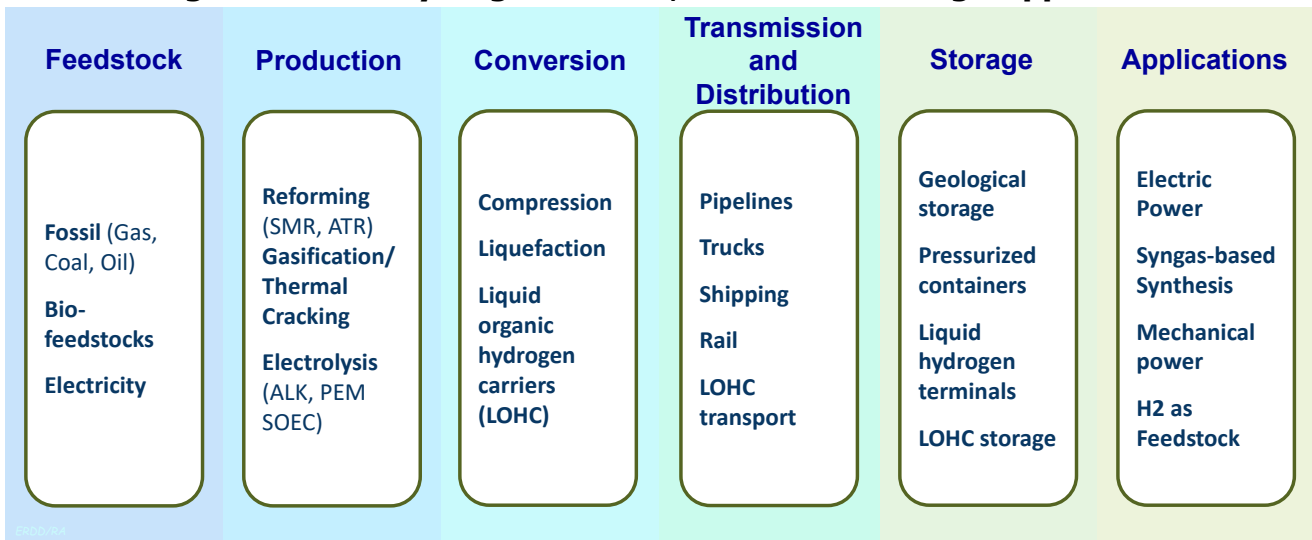 Feedstock
Fossil (Gas,
Coal, Oil)
Bio-
feedstocks
Electricity
Production
Reforming
(SMR, ATR)
Gasification/
Thermal
Cracking
Electrolysis
(ALK, PEM
SOEC)
Conversion
Compression
Liquefaction
Liquid
organic
hydrogen
carriers
(LOHC)
Transmission
and
Distribution
Pipelines
Trucks
Shipping
Rail
LOHC
transport
Storage
Geological
storage
Pressurized
containers
Liquid
hydrogen
terminals
LOHC storage
Applications
Electric
Power
Syngas-based
Synthesis
Mechanical
power
H2 as
Feedstock